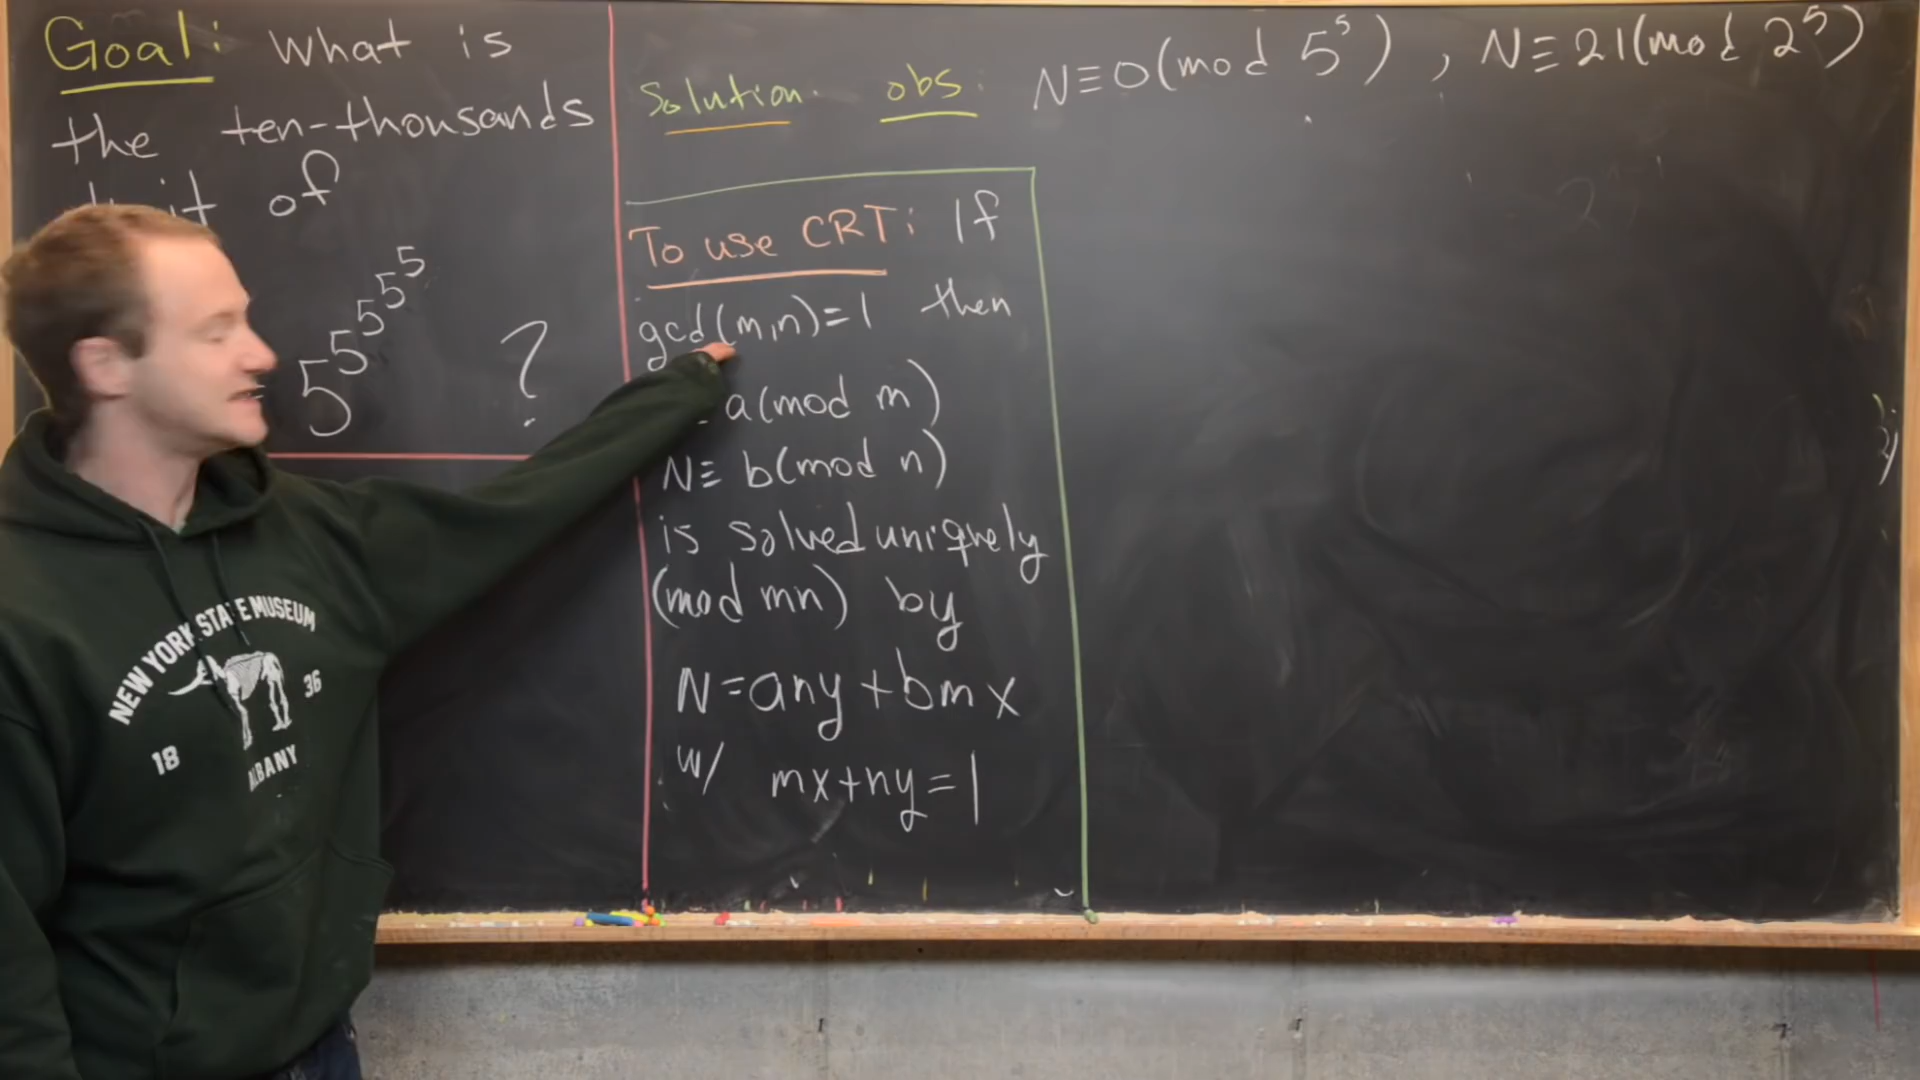 Goal: What is
the ten-thousands
of
5^5^5^5^5 ?
Solution: obs: N≡0(mod 5^5), N≡21(mod 2^5)
To use CRT: If
gcd(m,n)=1 then
a(mod m)
N≡ b(mod n)
is solved uniquely
(mod mn) by
N=any+bmx
w/ mx+ny=1
NEW YORK STATE MUSEUM
18 36
ALBANY